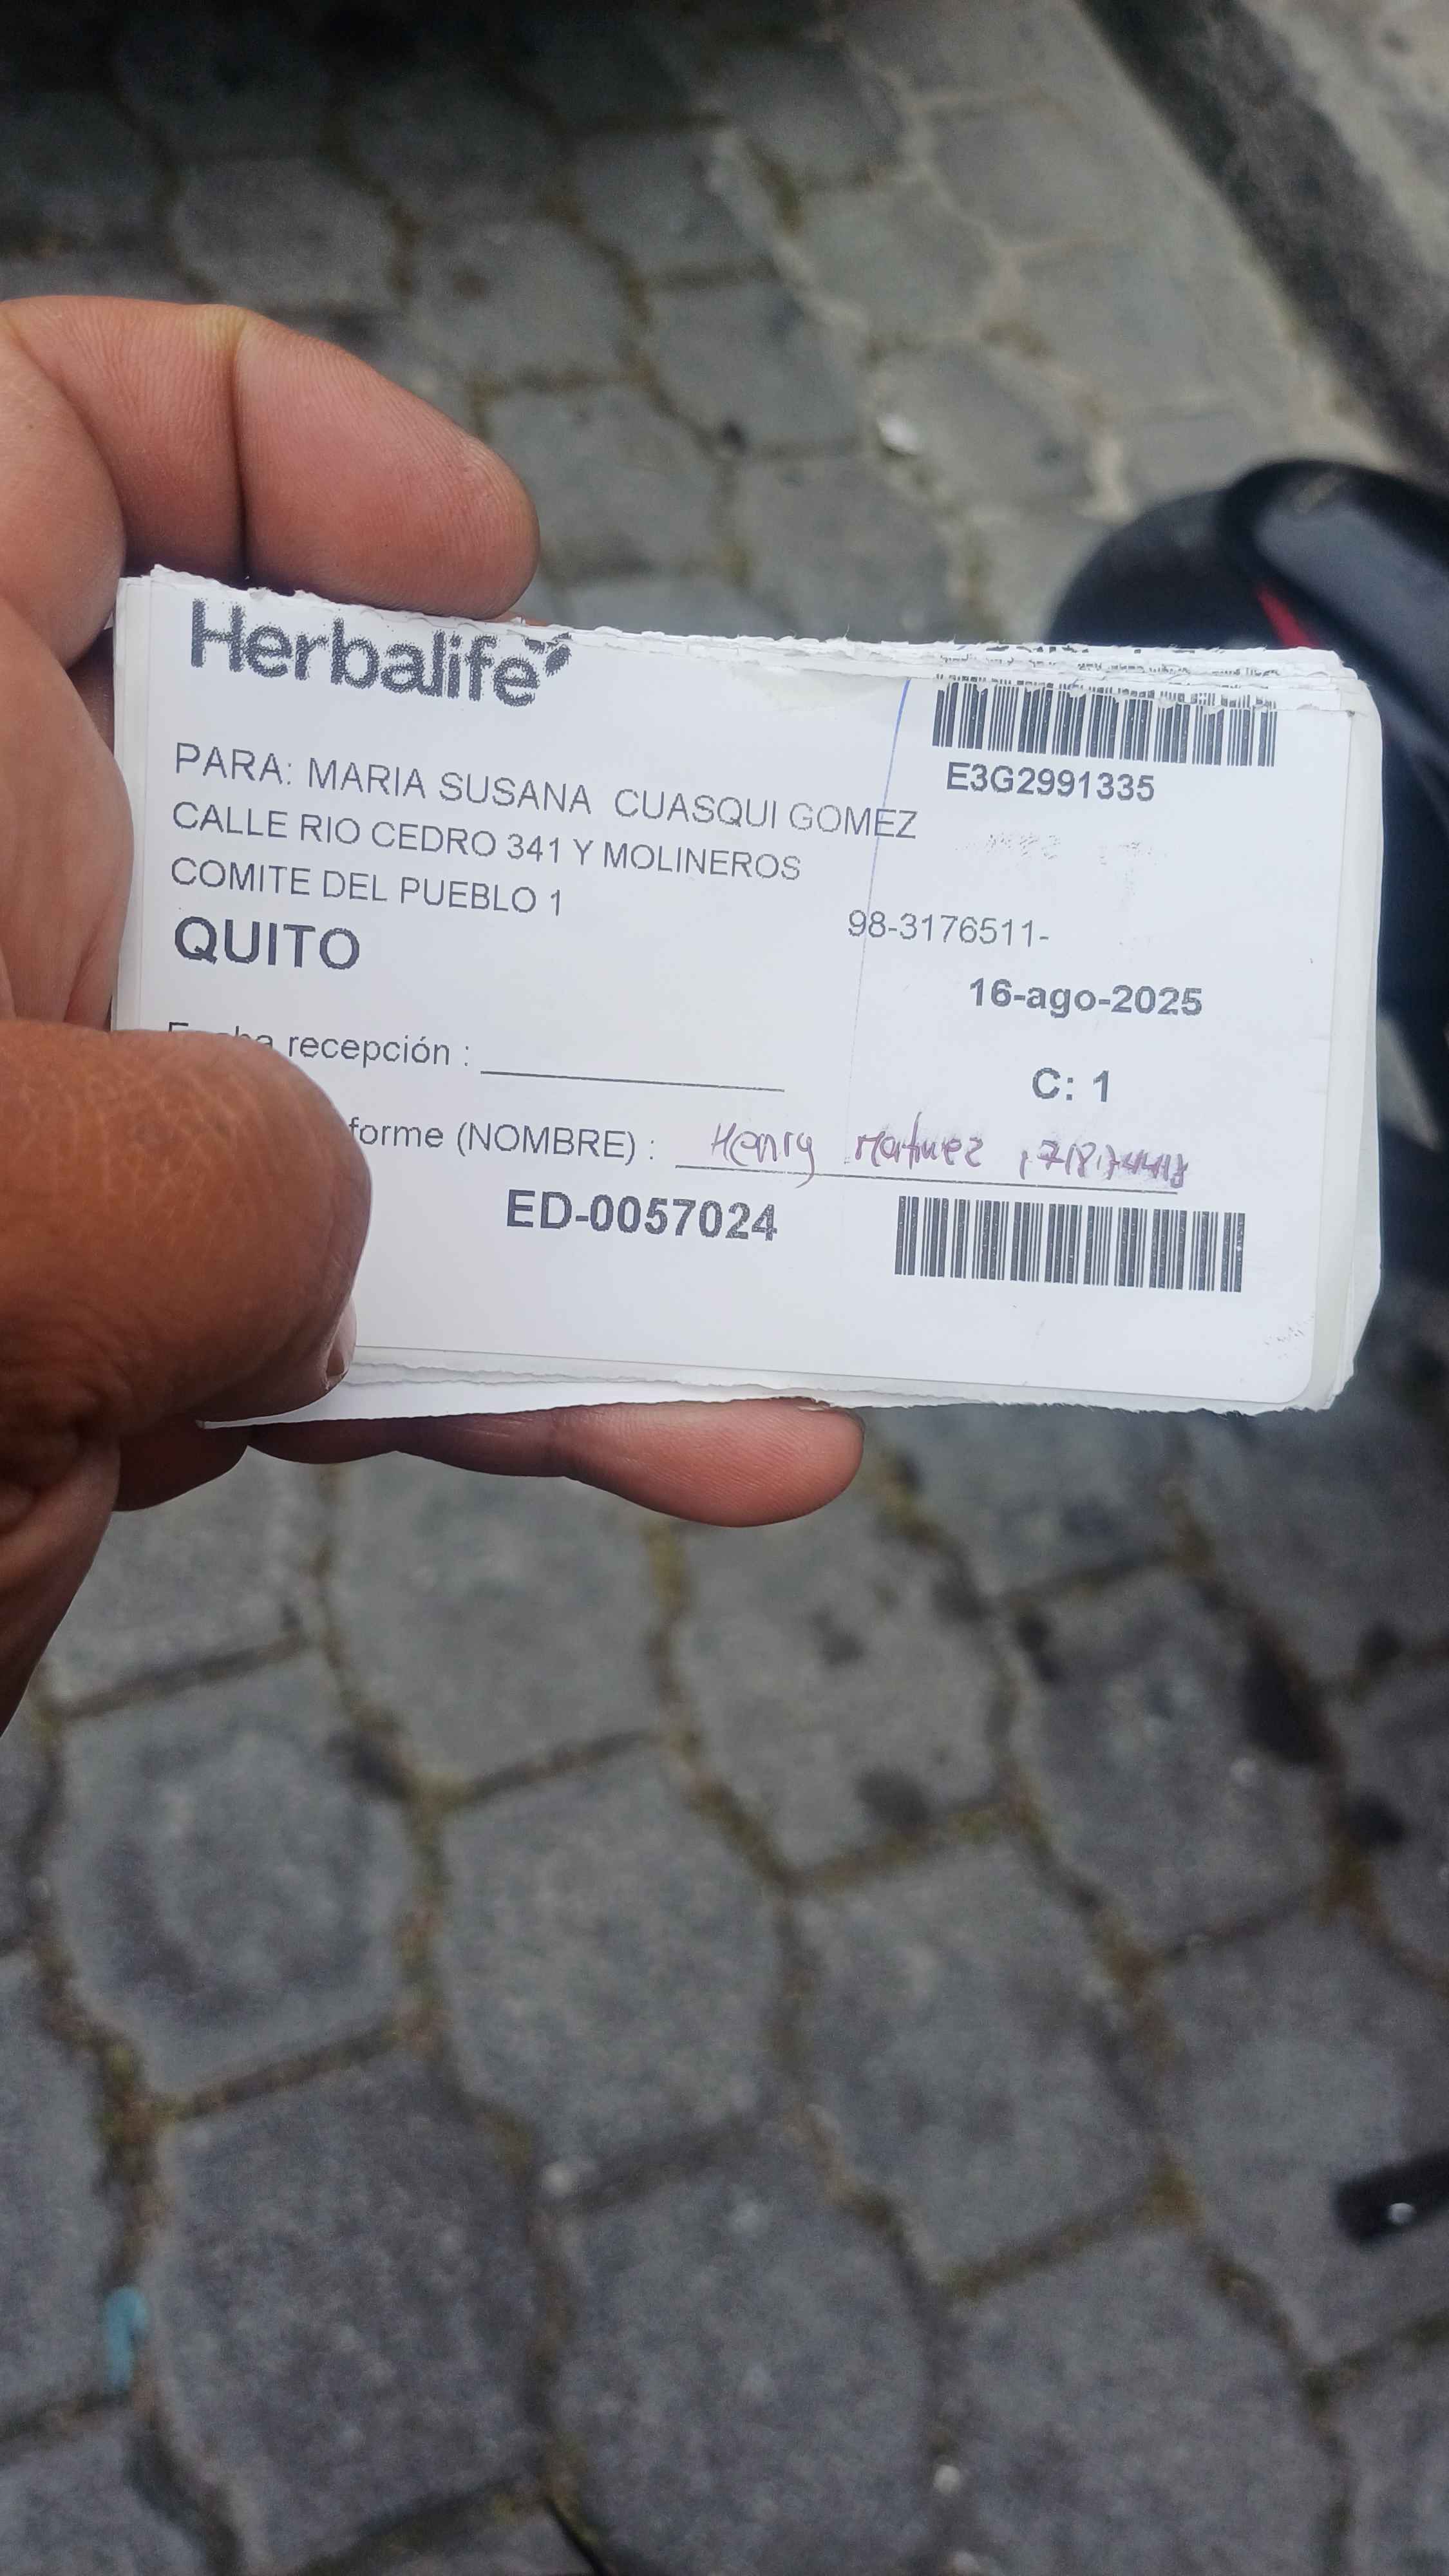 Herbalife
E3G2991335
PARA: MARIA SUSANA CUASQUI GOMEZ
CALLE RIO CEDRO 341 Y MOLINEROS
COMITE DEL PUEBLO 1
98-3176511-
QUITO
16-ago-2025
recepción :
C: 1
forme (NOMBRE) : Henry
ED-0057024